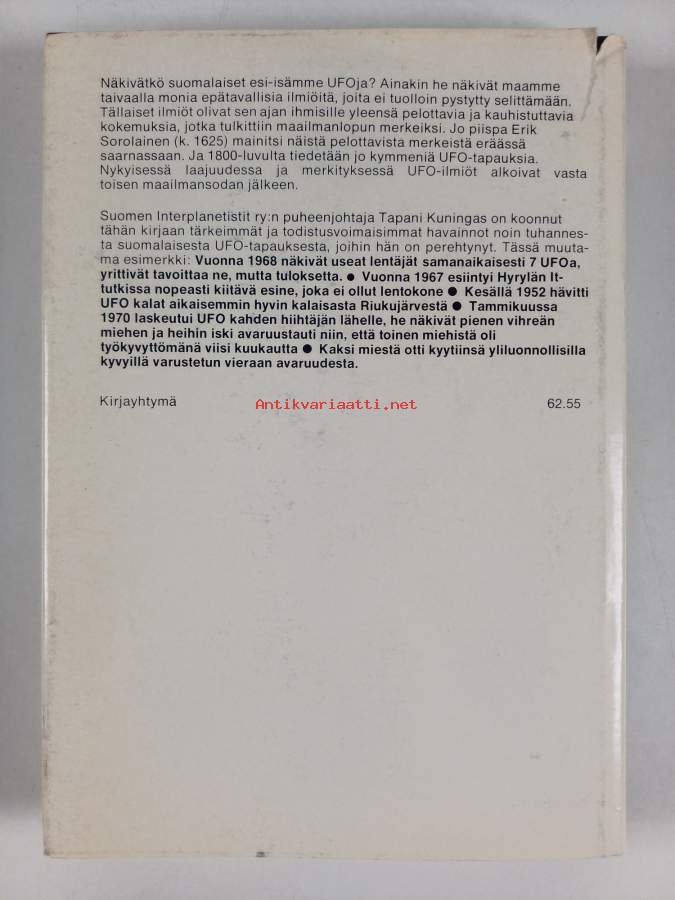 Näkivätkö suomalaiset esi-isämme UFOja? Ainakin he näkivät maamme
taivaalla monia epätavallisia ilmiöitä, joita ei tuolloin pystytty selittämään.
Tällaiset ilmiöt olivat sen ajan ihmisille yleensä pelottavia ja kauhistuttavia
kokemuksia, jotka tulkittiin maailmanlopun merkeiksi. Jo piispa Erik
Sorolainen (k. 1625) mainitsi näistä pelottavista merkeistä eräässä
saarnassaan. Ja 1800-luvulta tiedetään jo kymmeniä UFO-tapauksia.
Nykyisessä laajuudessa ja merkityksessä UFO-ilmiöt alkoivat vasta
toisen maailmansodan jälkeen.
Suomen Interplanetistit ry:n puheenjohtaja Tapani Kuningas on koonnut
tähän kirjaan tärkeimmät ja todistusvoimaisimmat havainnot noin tuhannes-
ta suomalaisesta UFO-tapauksesta, joihin hän on perehtynyt. Tässä muuta-
ma esimerkki: Vuonna 1968 näkivät useat lentäjät samanaikaisesti 7 UFOa,
yrittivät tavoittaa ne, mutta tuloksetta. ● Vuonna 1967 esiintyi Hyrylän It-
tutkissa nopeasti kiitävä esine, joka ei ollut lentokone ● Kesällä 1952 hävitti
UFO kalat aikaisemmin hyvin kalaisasta Riukujärvestä ● Tammikuussa
1970 laskeutui UFO kahden hiihtäjän lähelle, he näkivät pienen vihreän
miehen ja heihin iski avaruustauti niin, että toinen miehistä oli
työkyvyttömänä viisi kuukautta ● Kaksi miestä otti kyytiinsä yliluonnollisilla
kyvyillä varustetun vieraan avaruudesta.
Kirjayhtymä Antikvariaatti.net 62.55